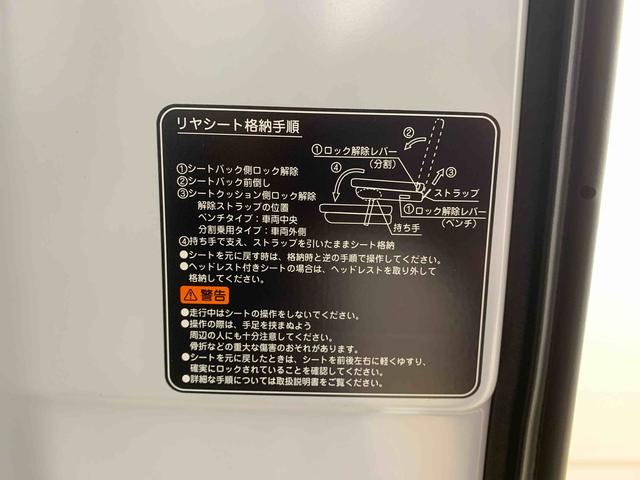 リヤシート格納手順
②
①ロック解除レバー
(分割)
④
③
ストラップ
①ロック解除レバー
(ベンチ)
持ち手
①シートバック側ロック解除
②シートバック前倒し
③シートクッション側ロック解除
解除ストラップの位置
ベンチタイプ：車両中央
分割乗用タイプ：車両外側
④持ち手で支え、ストラップを引いたままシート格納
●シートを元に戻す時は、格納時と逆の手順で操作してください。
●ヘッドレスト付きシートの場合は、ヘッドレストを取り外して
格納してください。
警告
●走行中はシートの操作をしないでください。
●操作の際は、手足を挟まぬよう
周辺の人にも十分注意してください。
骨折などの重大な傷害のおそれがあります。
●シートを元に戻したときは、シートを前後左右に軽くゆすり、
確実にロックされていることを確認してください。
●詳細な手順については取扱説明書をご覧ください。